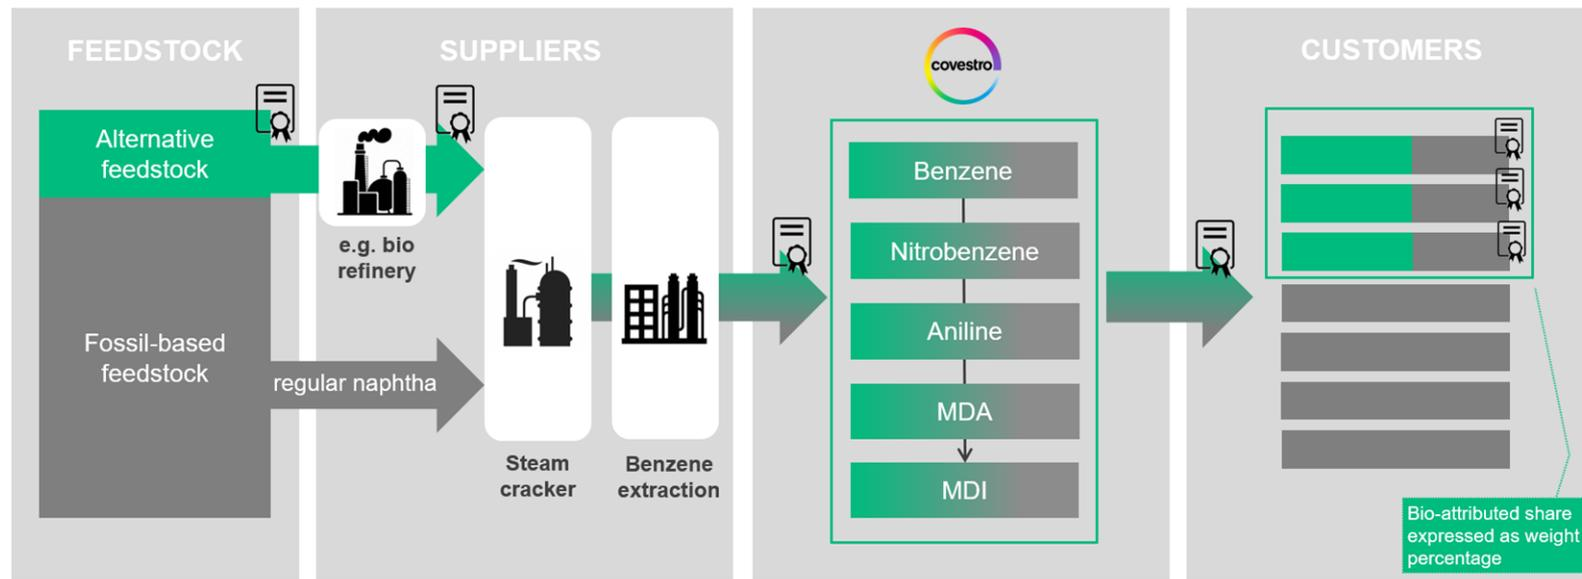 FEEDSTOCK
Alternative
feedstock
Fossil-based
feedstock
SUPPLIERS
e.g. bio
refinery
regular naphtha
Steam
cracker
Benzene
extraction
covestro
Benzene
Nitrobenzene
Aniline
MDA
MDI
CUSTOMERS
Bio-attributed share
expressed as weight
percentage